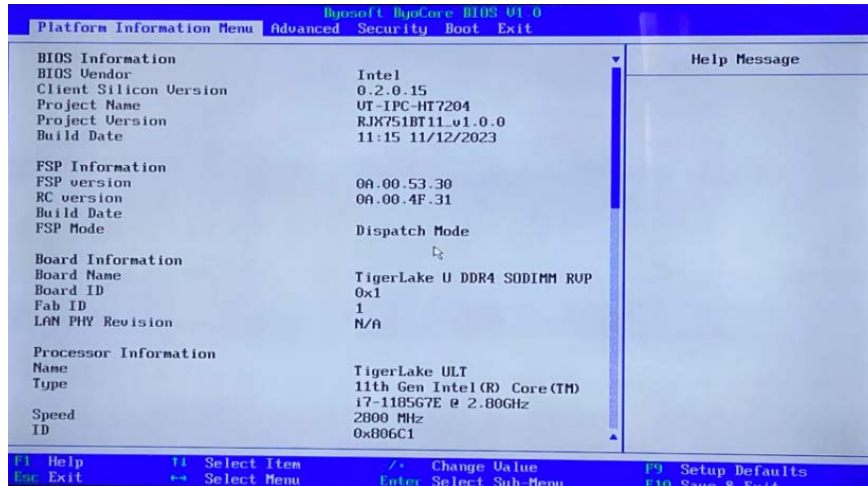 Byosoft ByoCore BIOS V1.0
Platform Information Menu Advanced Security Boot Exit
Help Message
BIOS Information
BIOS Vendor Intel
Client Silicon Version 0.2.0.15
Project Name VT-IPC-HT7204
Project Version RJX751BT11_v1.0.0
Build Date 11:15 11/12/2023
FSP Information
FSP version 0A.00.53.30
RC version 0A.00.4F.31
Build Date
FSP Mode Dispatch Mode
Board Information
Board Name TigerLake U DDR4 SODIMM RVP
Board ID 0x1
Fab ID 1
LAN PHY Revision N/A
Processor Information
Name TigerLake ULT
Type 11th Gen Intel(R) Core(TM)
i7-1185G7E @ 2.80GHz
Speed 2800 MHz
ID 0x806C1
F1 Help ↑↓ Select Item -/+ Change Value F9 Setup Defaults
Esc Exit ←→ Select Menu Enter Select Sub-Menu F10 Save & Exit